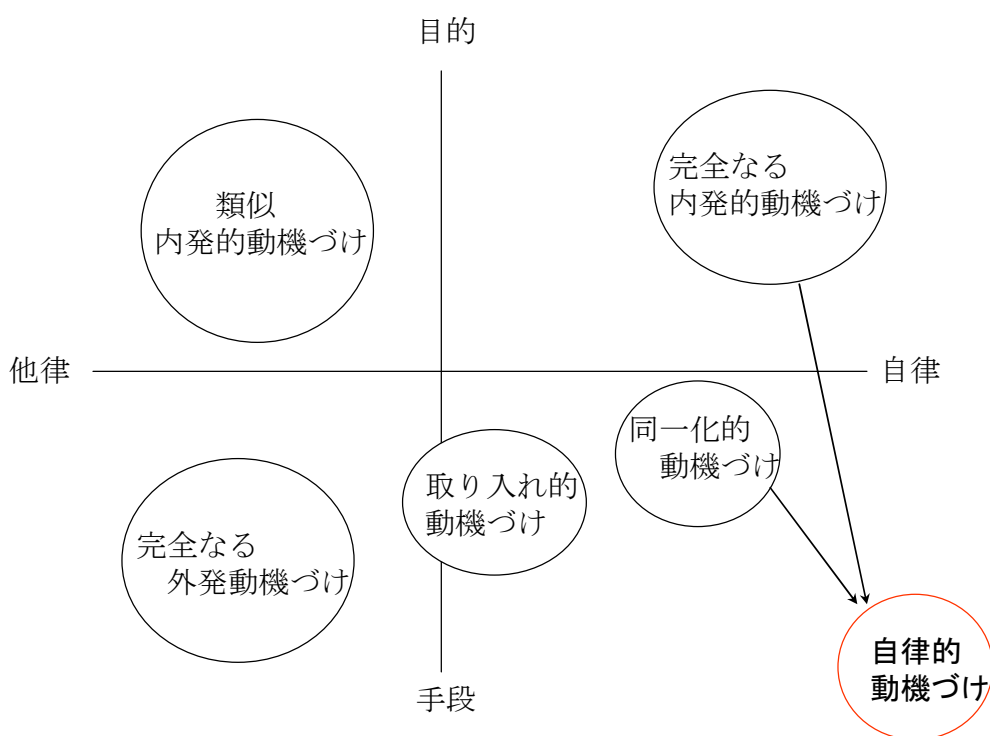 目的
完全なる
内発的動機づけ
類似
内発的動機づけ
他律
自律
同一化的
動機づけ
取り入れ的
動機づけ
完全なる
外発動機づけ
自律的
動機づけ
手段